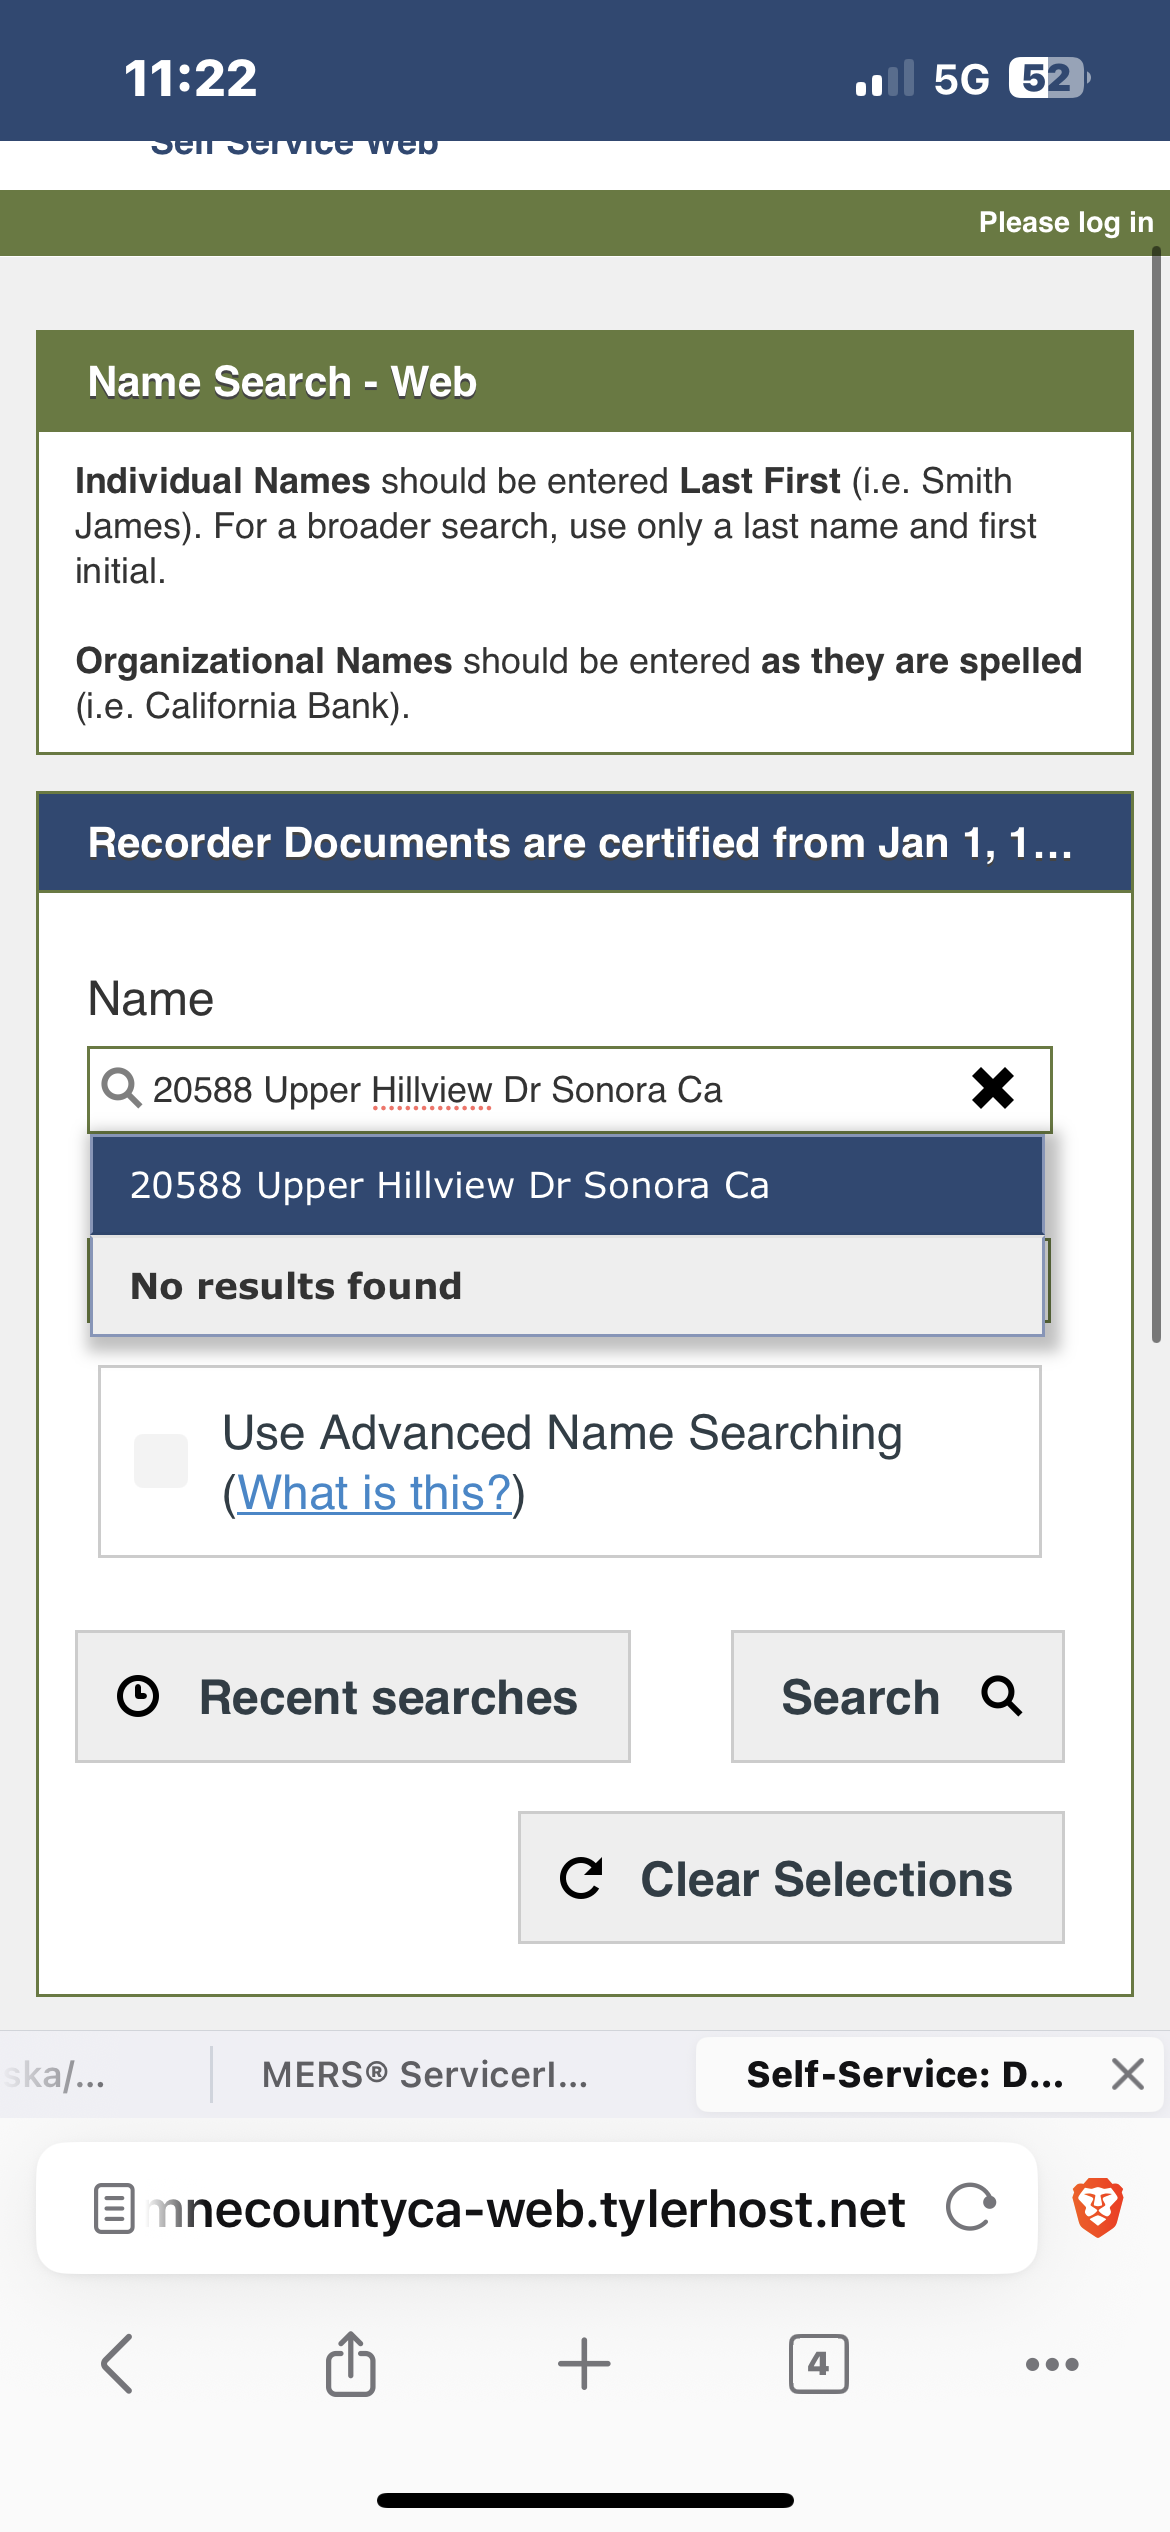 11:22
5G 52
Self Service Web
Please log in
Name Search - Web
Individual Names should be entered Last First (i.e. Smith
James). For a broader search, use only a last name and first
initial.
Organizational Names should be entered as they are spelled
(i.e. California Bank).
Recorder Documents are certified from Jan 1, 1...
Name
20588 Upper Hillview Dr Sonora Ca
20588 Upper Hillview Dr Sonora Ca
No results found
Use Advanced Name Searching
(What is this?)
Recent searches
Search
Clear Selections
ska/...
MERS® ServicerI...
Self-Service: D...
mnecountyca-web.tylerhost.net
4